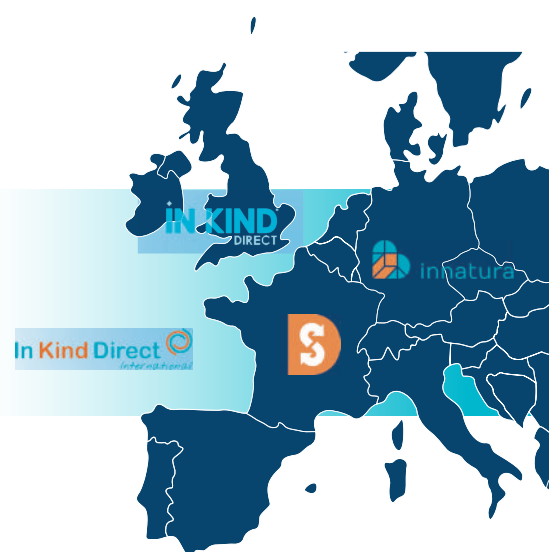 iN KIND
DIRECT
innatura
In Kind Direct
international
S